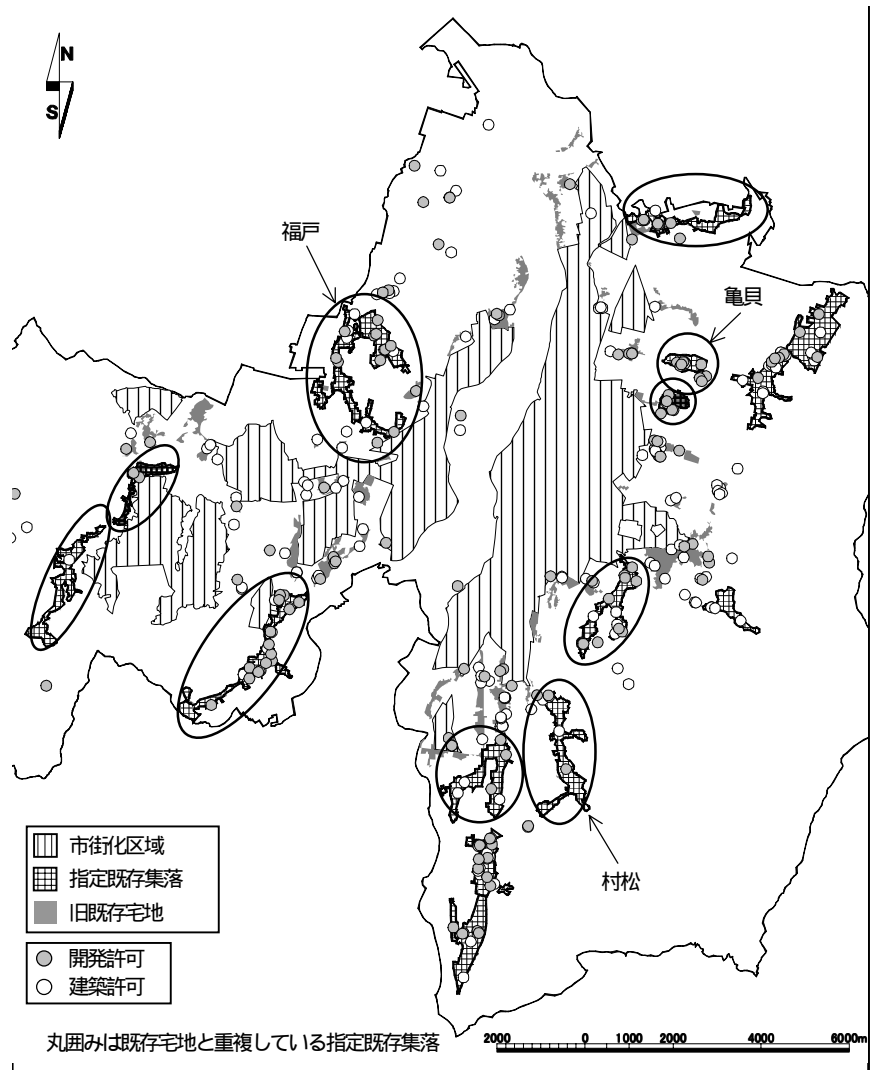 N
S
福戸
亀貝
村松
市街化区域
指定既存集落
旧既存宅地
開発許可
建築許可
丸囲みは既存宅地と重複している指定既存集落
2000 0 1000 2000 4000 6000m